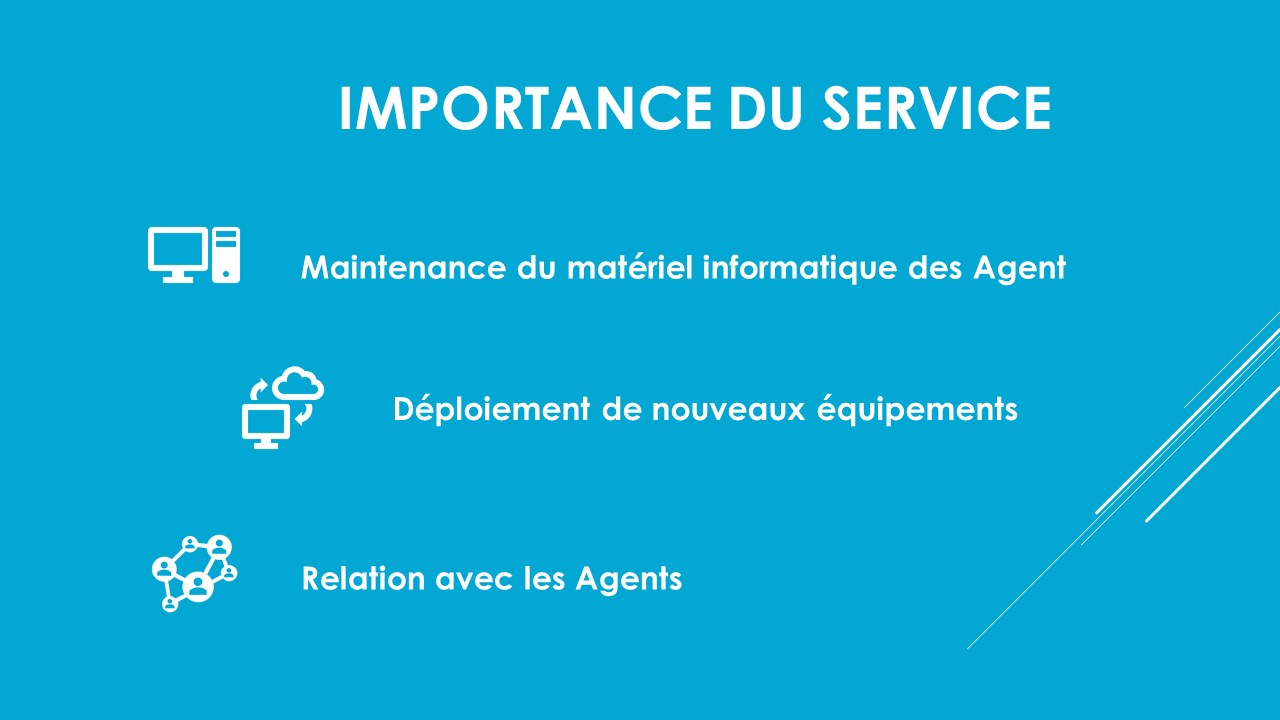 IMPORTANCE DU SERVICE
Maintenance du matériel informatique des Agent
Déploiement de nouveaux équipements
Relation avec les Agents